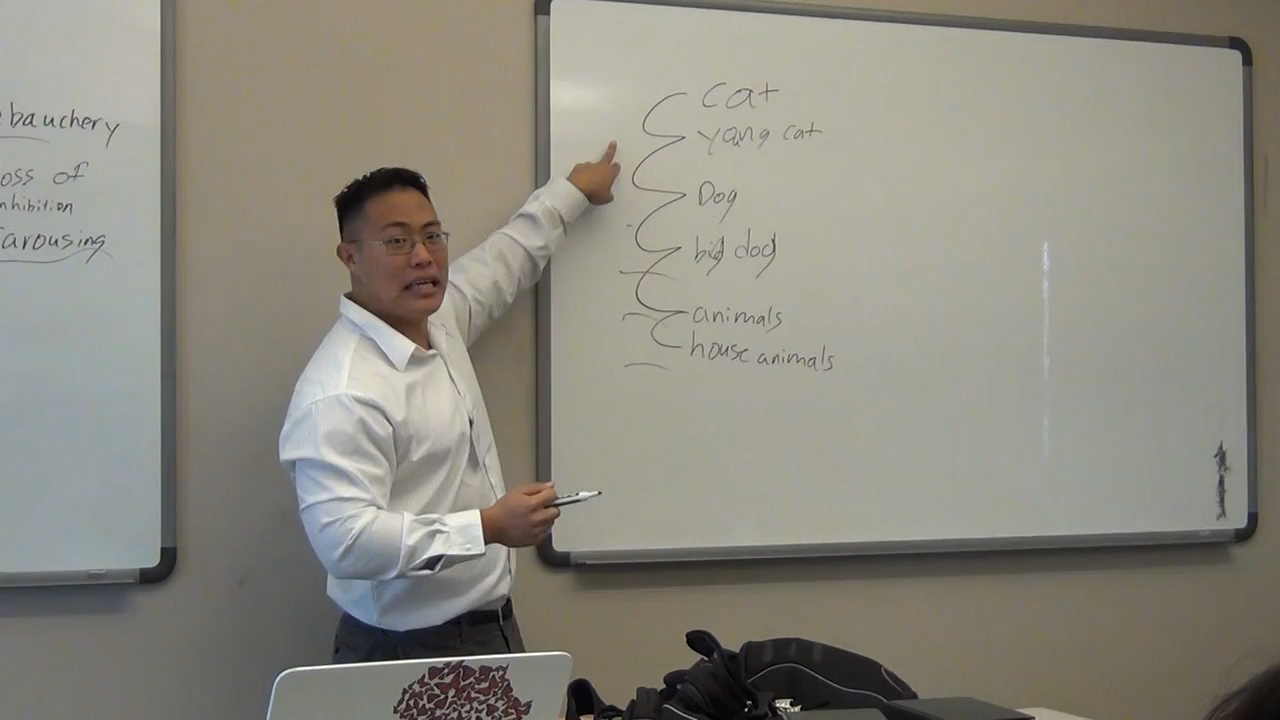 bauchery
oss of
nhibition
arousing
cat
yang cat
Dog
big dog
animals
house animals